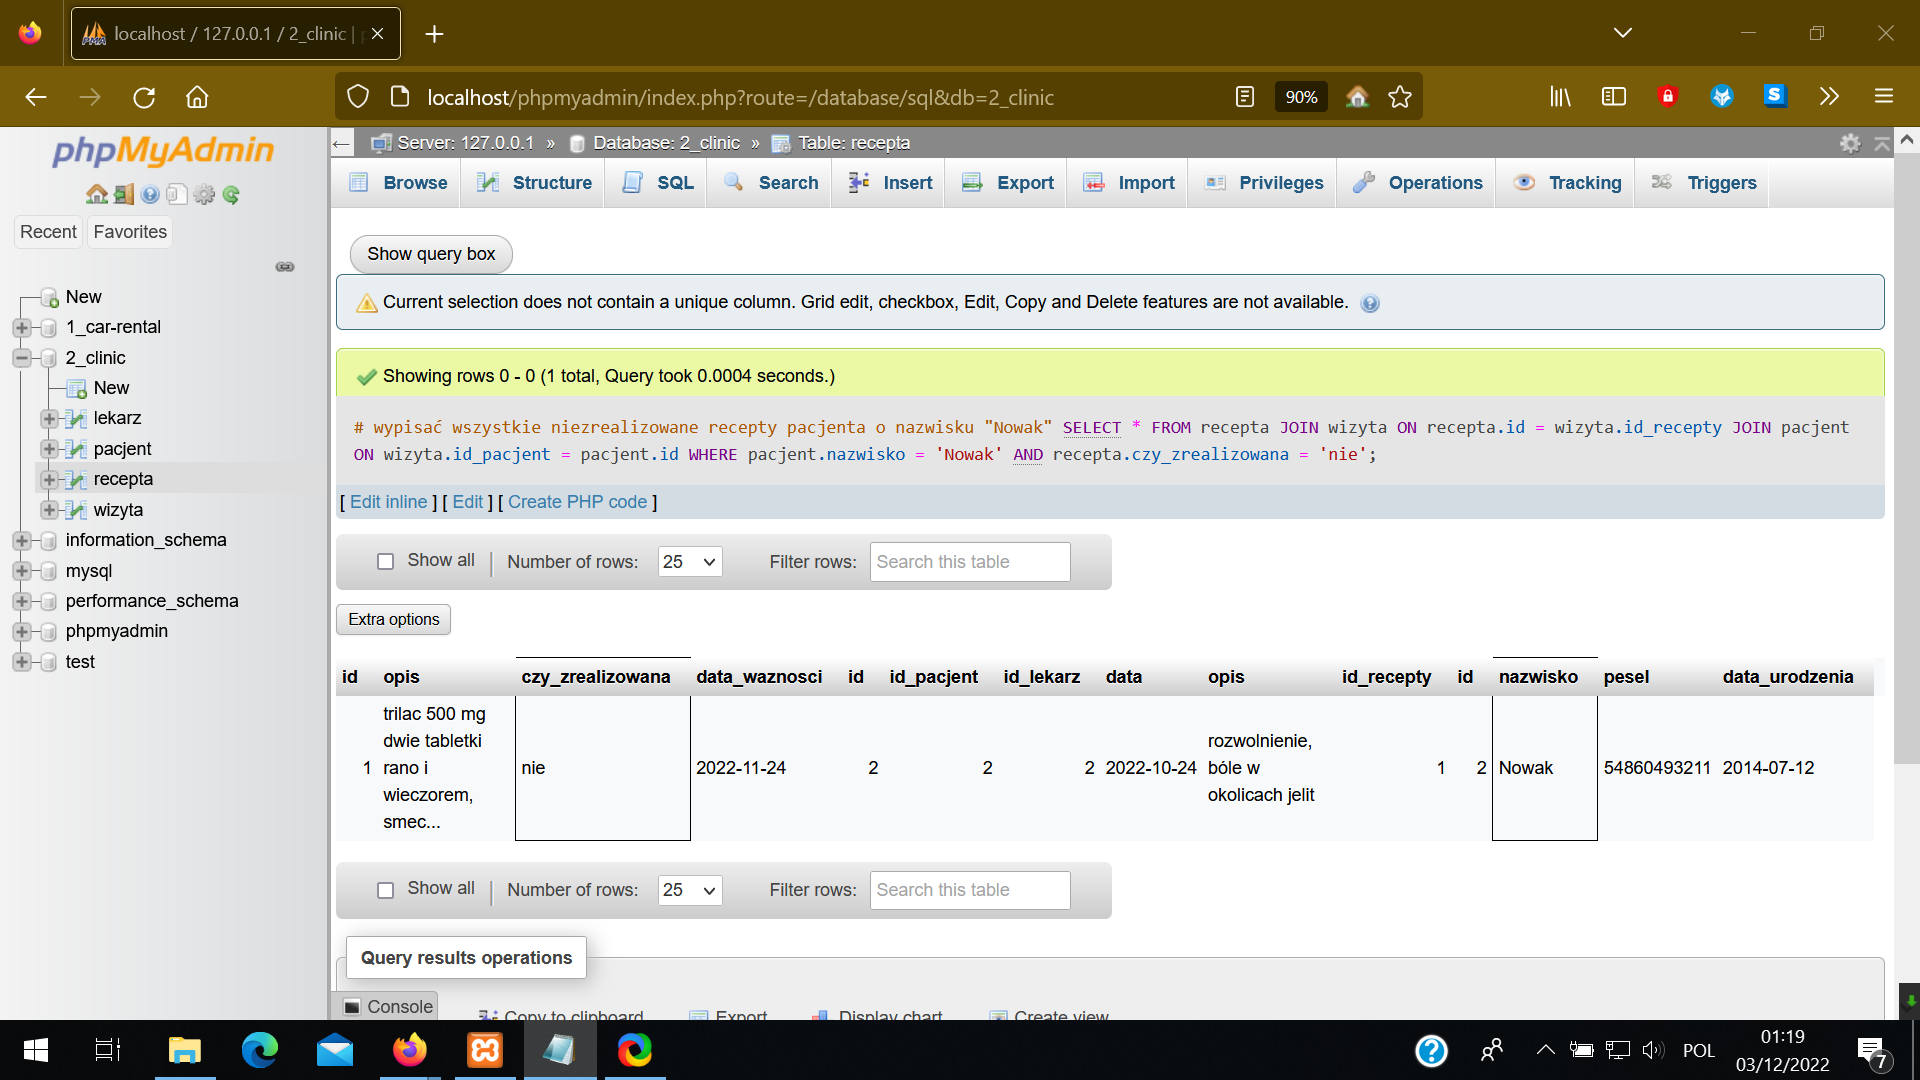 localhost / 127.0.0.1 / 2_clinic |
localhost/phpmyadmin/index.php?route=/database/sql&db=2_clinic
90%
S
phpMyAdmin
Recent
Favorites
New
1_car-rental
2_clinic
New
lekarz
pacjent
recepta
wizyta
information_schema
mysql
performance_schema
phpmyadmin
test
Server: 127.0.0.1 » Database: 2_clinic » Table: recepta
Browse Structure SQL Search Insert Export Import Privileges Operations Tracking Triggers
Show query box
Current selection does not contain a unique column. Grid edit, checkbox, Edit, Copy and Delete features are not available.
Showing rows 0 - 0 (1 total, Query took 0.0004 seconds.)
# wypisać wszystkie niezrealizowane recepty pacjenta o nazwisku "Nowak" SELECT * FROM recepta JOIN wizyta ON recepta.id = wizyta.id_recepty JOIN pacjent
ON wizyta.id_pacjent = pacjent.id WHERE pacjent.nazwisko = 'Nowak' AND recepta.czy_zrealizowana = 'nie';
[ Edit inline ] [ Edit ] [ Create PHP code ]
Show all | Number of rows: 25 Filter rows: Search this table
Extra options
id opis czy_zrealizowana data_waznosci id id_pacjent id_lekarz data opis id_recepty id nazwisko pesel data_urodzenia
trilac 500 mg
dwie tabletki
rano i
wieczorem,
smec...
1 nie 2022-11-24 2 2 2 2022-10-24
rozwolnienie,
bóle w
okolicach jelit
1 2 Nowak 54860493211 2014-07-12
Show all | Number of rows: 25 Filter rows: Search this table
Query results operations
Console
Copy to clipboard Export Display chart Create view
POL
01:19
03/12/2022
7